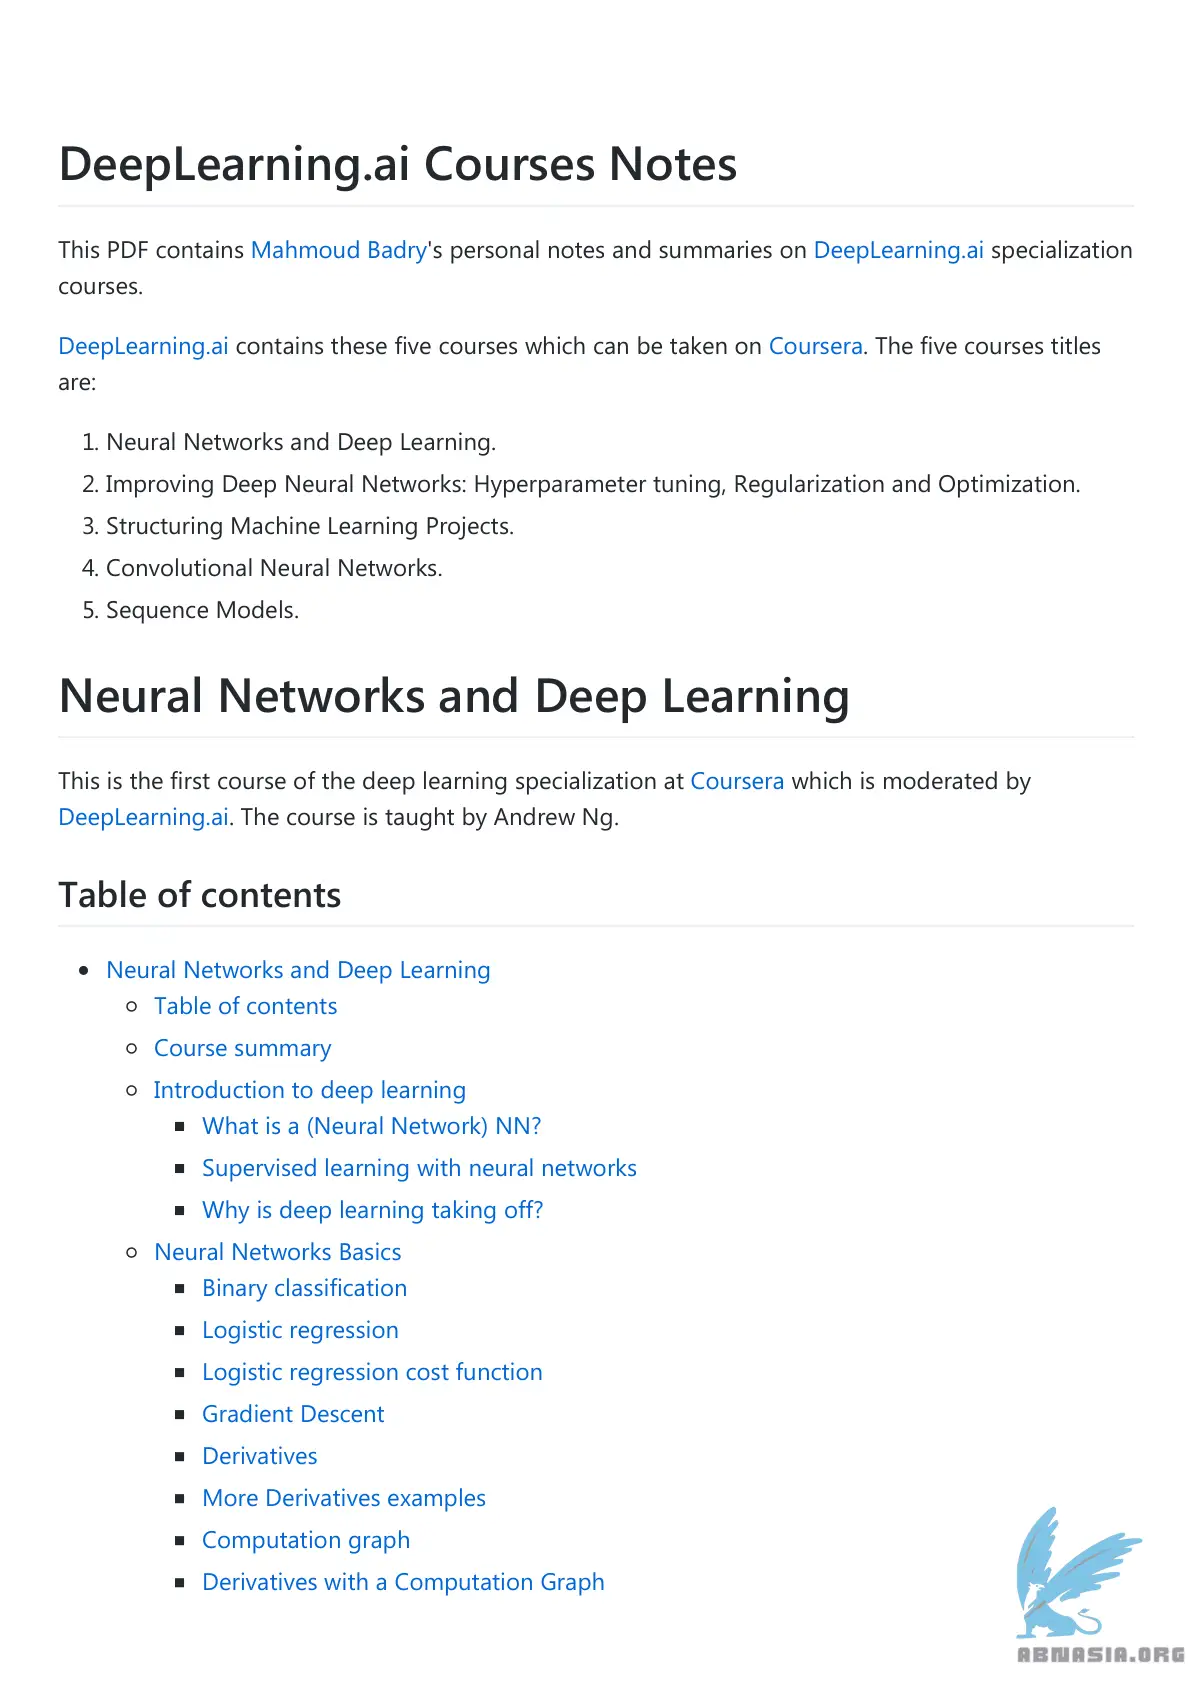 DeepLearning.ai Courses Notes
This PDF contains Mahmoud Badry's personal notes and summaries on DeepLearning.ai specialization
courses.
DeepLearning.ai contains these five courses which can be taken on Coursera. The five courses titles
are:
1. Neural Networks and Deep Learning.
2. Improving Deep Neural Networks: Hyperparameter tuning, Regularization and Optimization.
3. Structuring Machine Learning Projects.
4. Convolutional Neural Networks.
5. Sequence Models.
Neural Networks and Deep Learning
This is the first course of the deep learning specialization at Coursera which is moderated by
DeepLearning.ai. The course is taught by Andrew Ng.
Table of contents
Neural Networks and Deep Learning
Table of contents
Course summary
Introduction to deep learning
What is a (Neural Network) NN?
Supervised learning with neural networks
Why is deep learning taking off?
Neural Networks Basics
Binary classification
Logistic regression
Logistic regression cost function
Gradient Descent
Derivatives
More Derivatives examples
Computation graph
Derivatives with a Computation Graph
ABNASIA.ORG